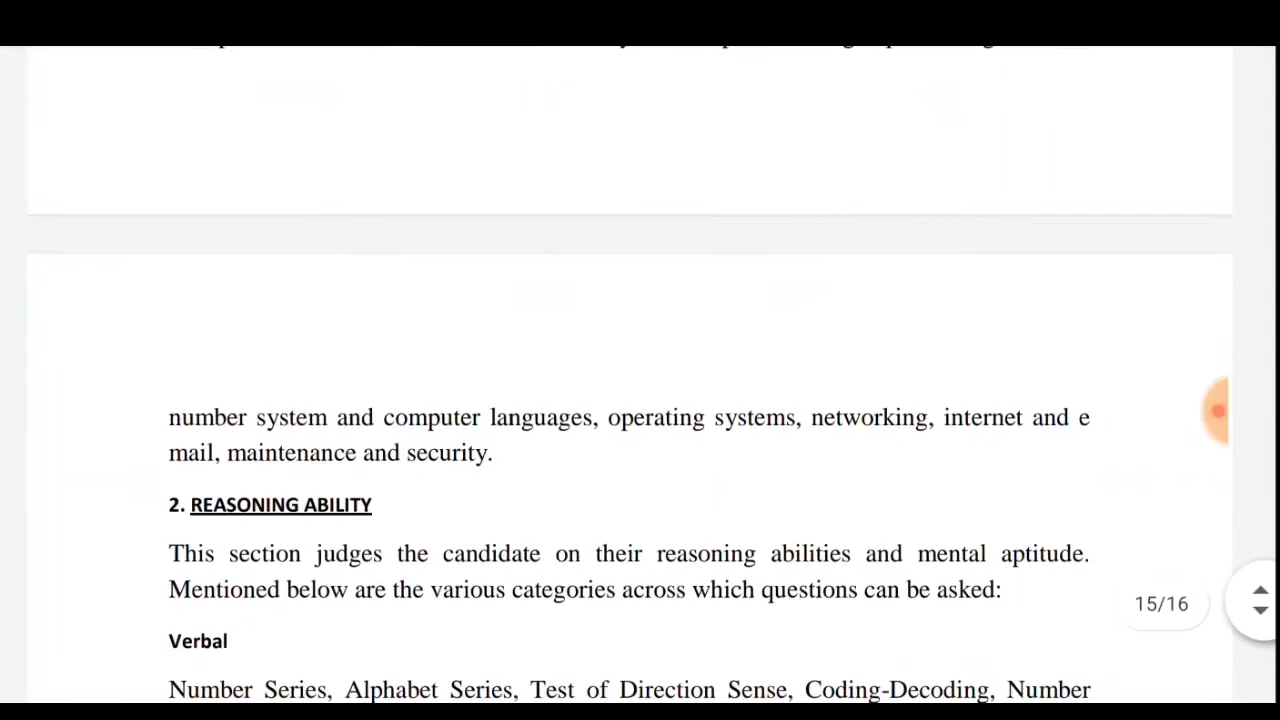 number system and computer languages, operating systems, networking, internet and e
mail, maintenance and security.
2. REASONING ABILITY
This section judges the candidate on their reasoning abilities and mental aptitude.
Mentioned below are the various categories across which questions can be asked:
15/16
Verbal
Number Series, Alphabet Series, Test of Direction Sense, Coding-Decoding, Number